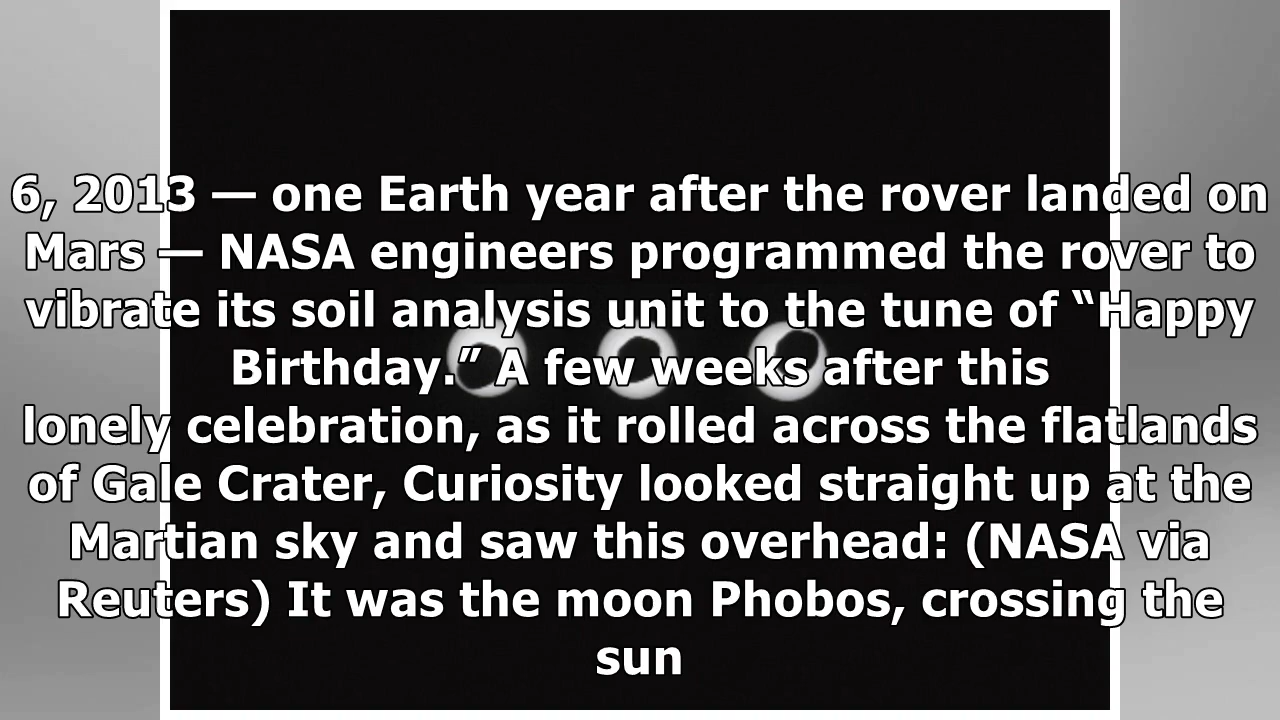 6, 2013 — one Earth year after the rover landed on
Mars — NASA engineers programmed the rover to
vibrate its soil analysis unit to the tune of “Happy
Birthday.” A few weeks after this
lonely celebration, as it rolled across the flatlands
of Gale Crater, Curiosity looked straight up at the
Martian sky and saw this overhead: (NASA via
Reuters) It was the moon Phobos, crossing the
sun